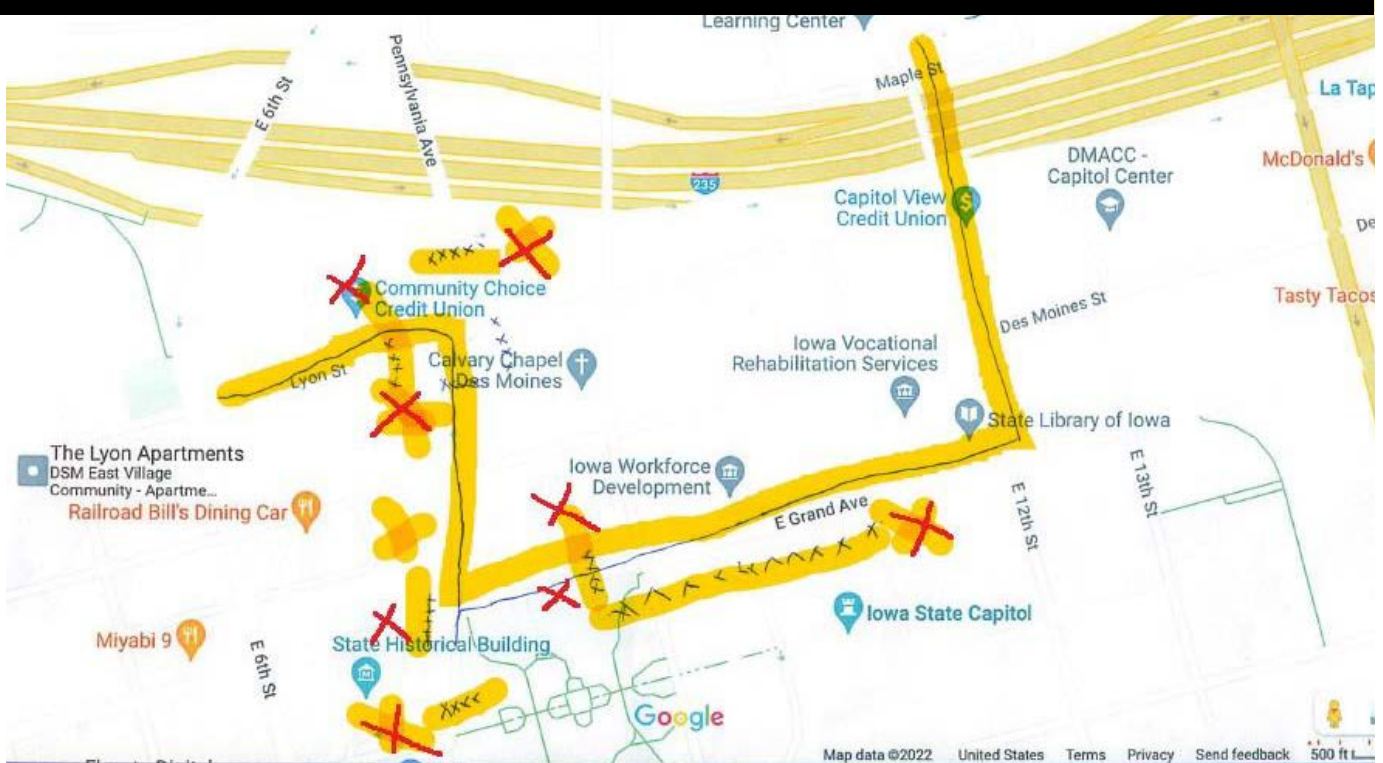 Learning Center
Pennsylvania Ave
E 6th St
Maple St
La Tap
McDonald's
DMACC -
Capitol Center
235
Capitol View
Credit Union
De
Community Choice
Credit Union
Tasty Tacos
Des Moines St
Iowa Vocational
Rehabilitation Services
Calvary Chapel
Des Moines
Lyon St
State Library of Iowa
The Lyon Apartments
DSM East Village
Community - Apartme...
Iowa Workforce
Development
E 13th St
Railroad Bill's Dining Car
E Grand Ave
E 12th St
Iowa State Capitol
Miyabi 9
State Historical Building
E 6th St
Google
Map data ©2022 United States Terms Privacy Send feedback 500 ft